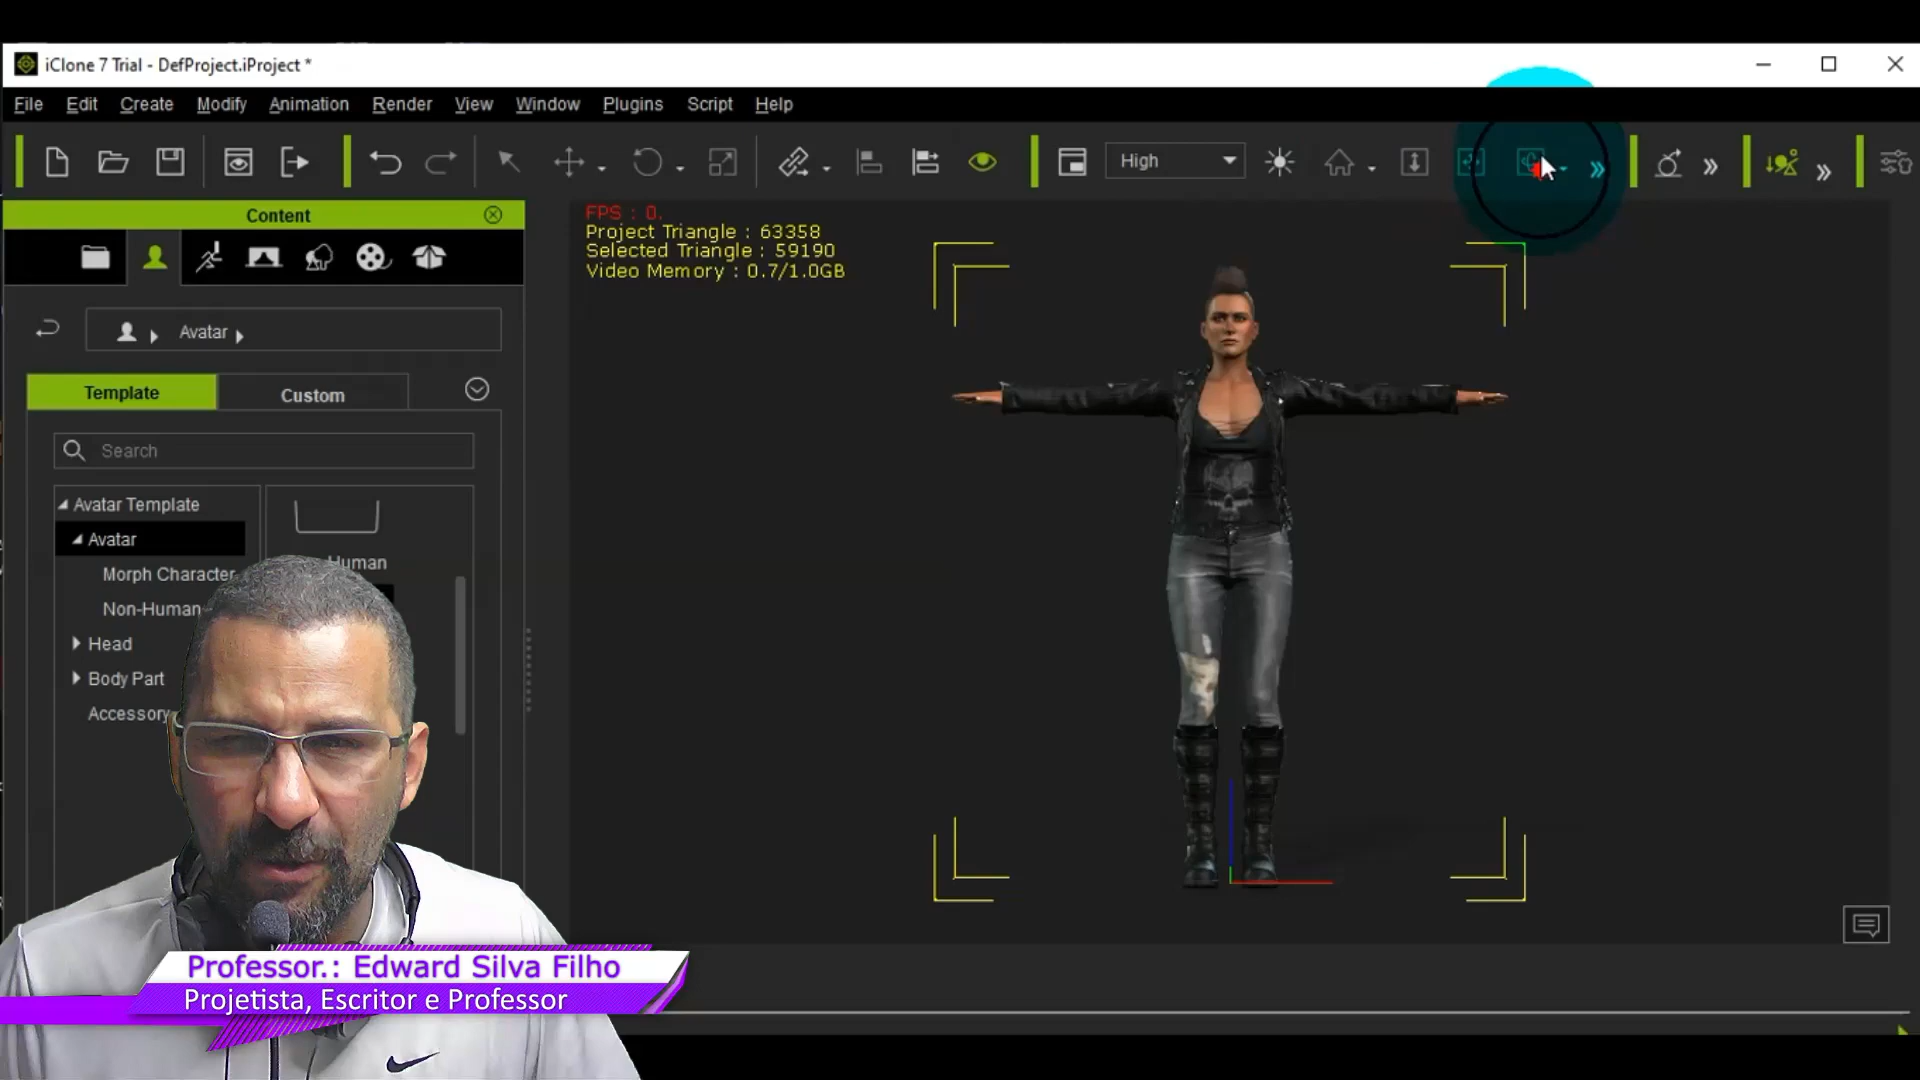 iClone 7 Trial - DefProject.iProject *
File Edit Create Modify Animation Render View Window Plugins Script Help
High
Content
FPS : 0.
Project Triangle : 63358
Selected Triangle : 59190
Video Memory : 0.7/1.0GB
Avatar
Template Custom
Search
Avatar Template
Avatar
Human
Morph Character
Non-Human
Head
Body Part
Accessory
Professor.: Edward Silva Filho
Projetista, Escritor e Professor